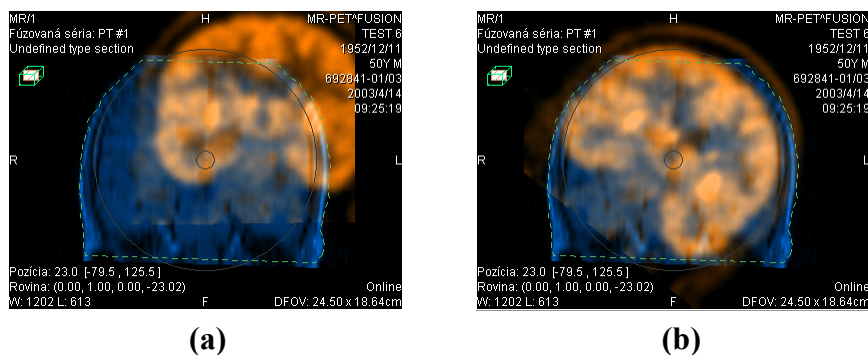 MR/1 H MR-PET^FUSION
Fúzovaná séria: PT #1 TEST 6
Undefined type section 1952/12/11
50Y M
692841-01/03
2003/4/14
09:25:19
R L
Pozícia: 23.0 [-79.5 , 125.5 ]
Rovina: (0.00, 1.00, 0.00, -23.02) Online
W: 1202 L: 613 F DFOV: 24.50 x 18.64cm
(a)
MR/1 H MR-PET^FUSION
Fúzovaná séria: PT #1 TEST 6
Undefined type section 1952/12/11
50Y M
692841-01/03
2003/4/14
09:25:19
R L
Pozícia: 23.0 [-79.5 , 125.5 ]
Rovina: (0.00, 1.00, 0.00, -23.02) Online
W: 1202 L: 613 F DFOV: 24.50 x 18.64cm
(b)